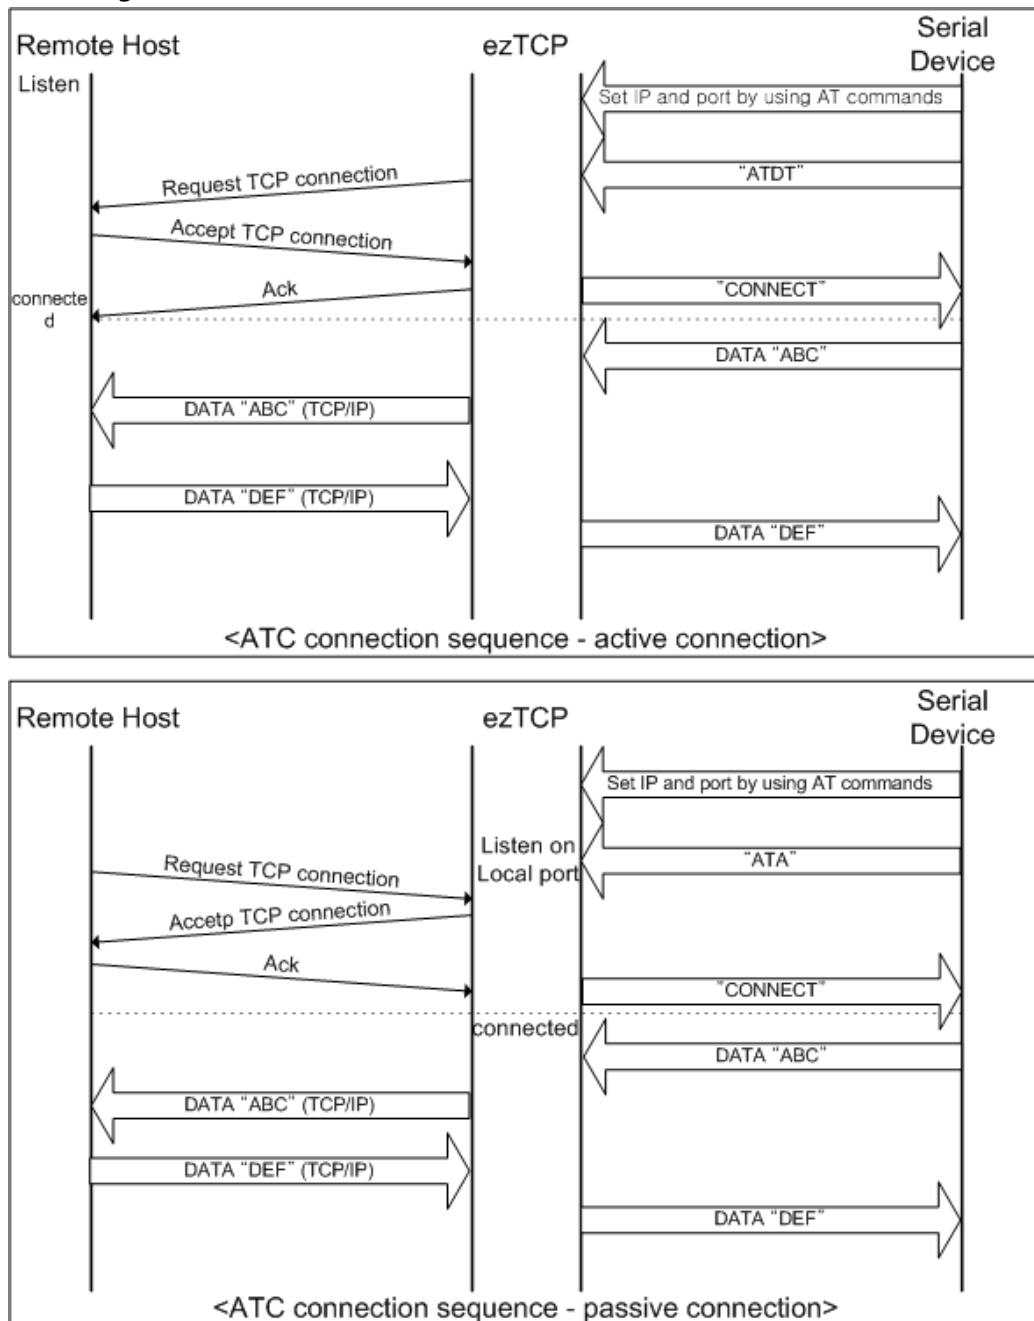 Remote Host
ezTCP
Serial
Device
Listen
Set IP and port by using AT commands
"ATDT"
Request TCP connection
Accept TCP connection
Ack
"CONNECT"
connecte
d
DATA "ABC"
DATA "ABC" (TCP/IP)
DATA "DEF" (TCP/IP)
DATA "DEF"
<ATC connection sequence - active connection>
Remote Host
ezTCP
Serial
Device
Set IP and port by using AT commands
Listen on
Local port
"ATA"
Request TCP connection
Accetp TCP connection
Ack
"CONNECT"
connected
DATA "ABC"
DATA "ABC" (TCP/IP)
DATA "DEF" (TCP/IP)
DATA "DEF"
<ATC connection sequence - passive connection>